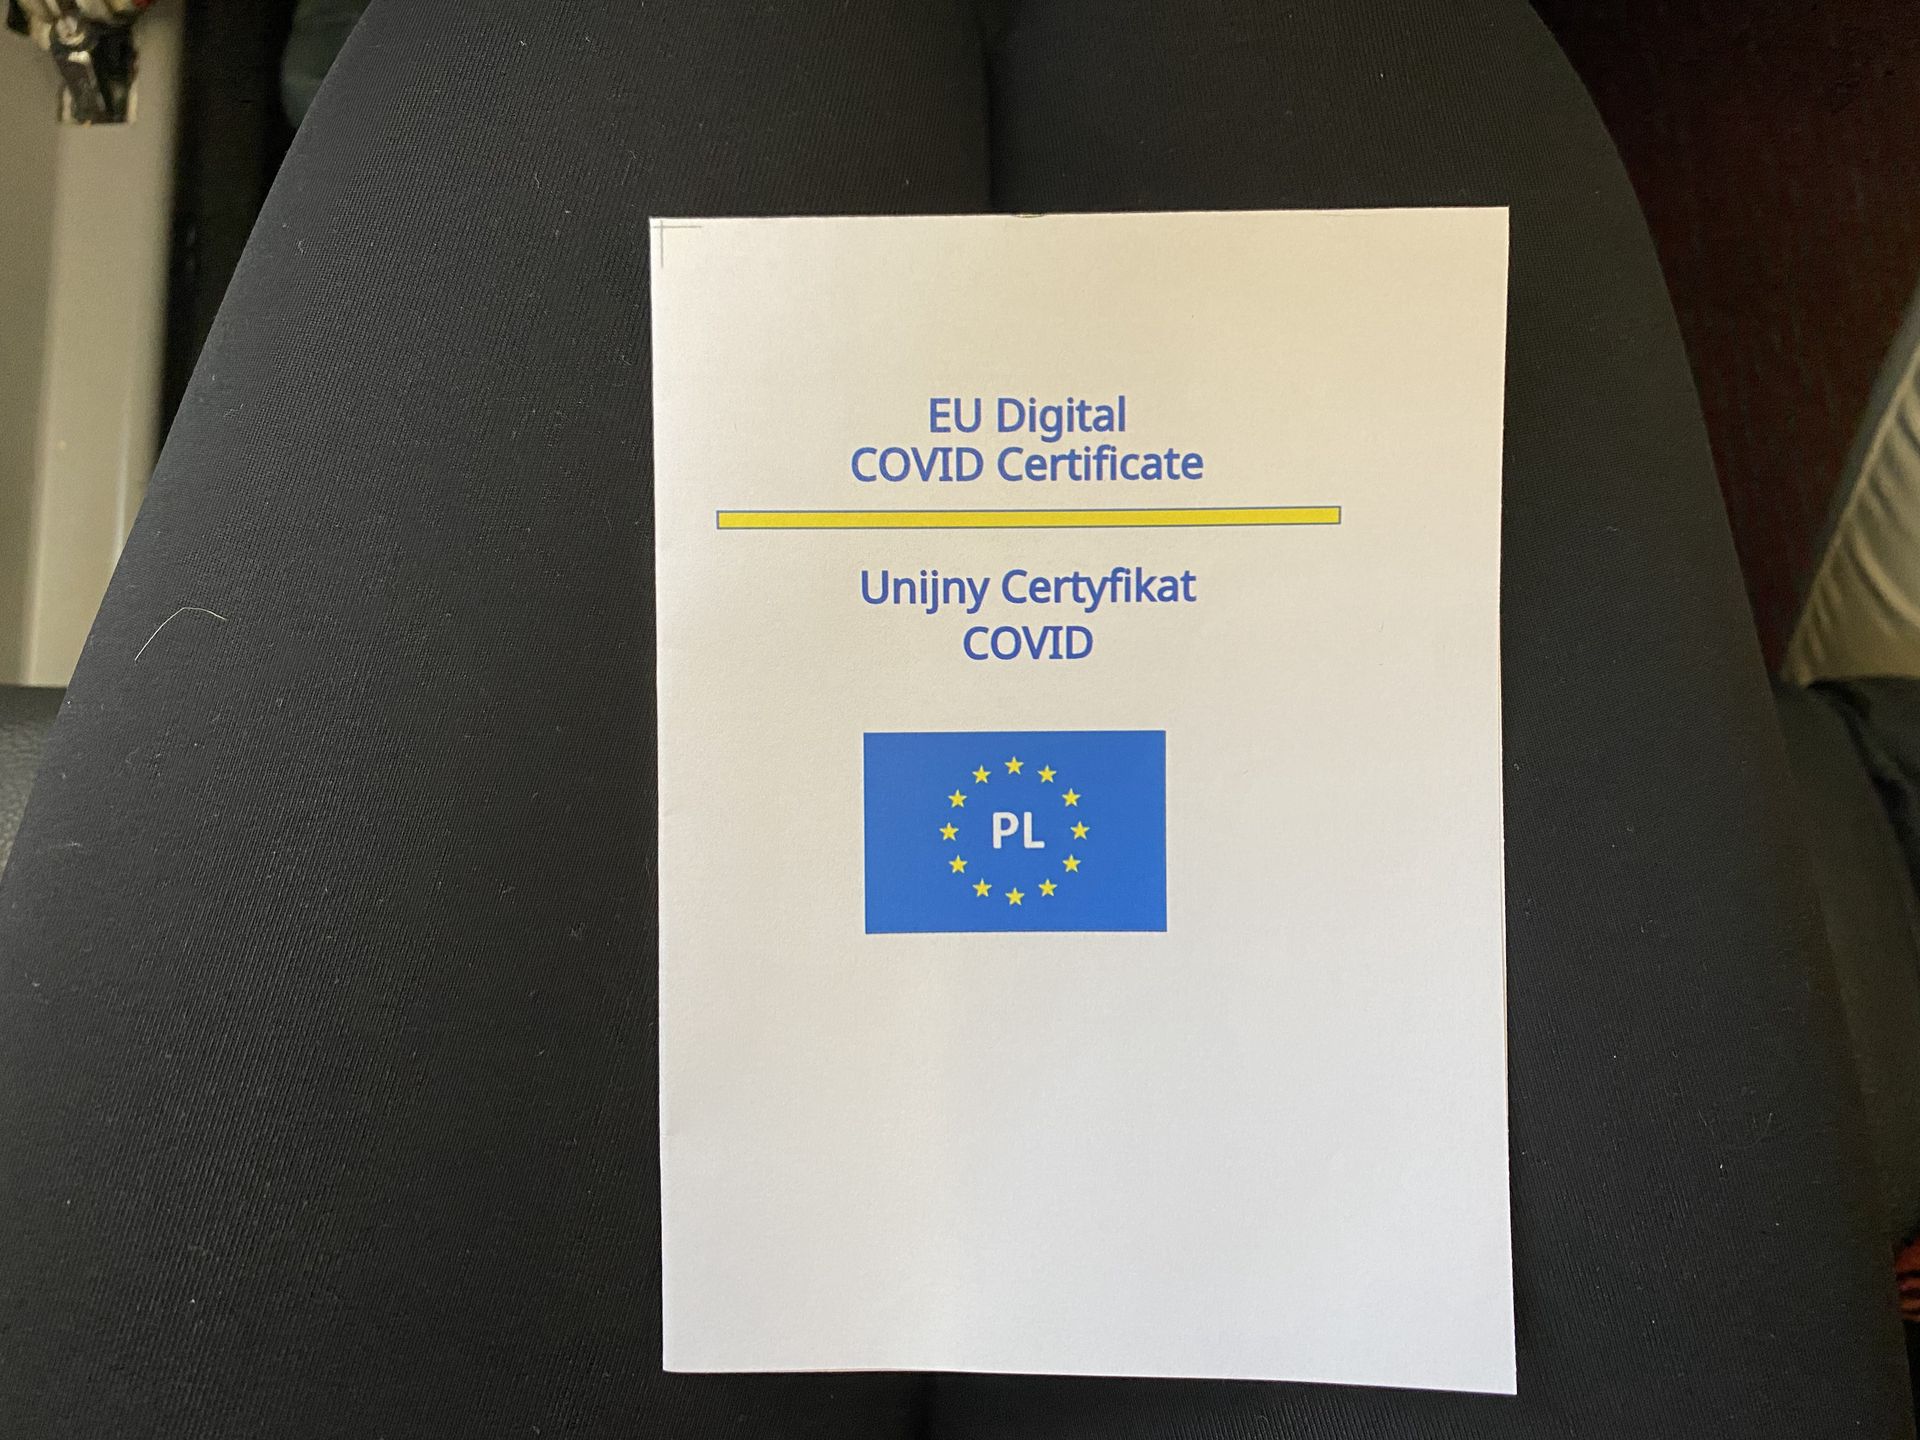 EU Digital
COVID Certificate
Unijny Certyfikat
COVID
PL